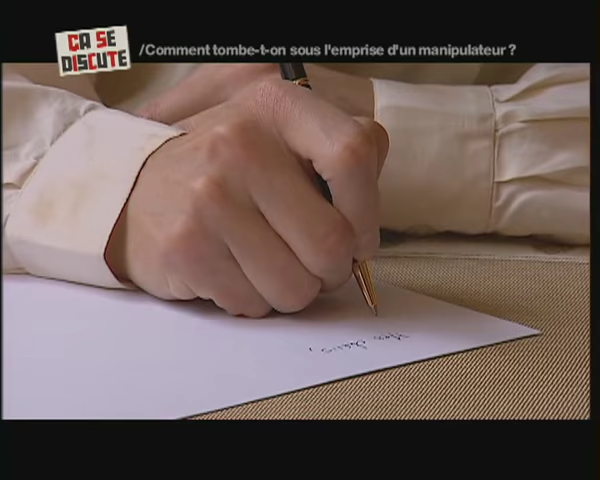 ÇA SE
DISCUTE
/Comment tombe-t-on sous l'emprise d'un manipulateur ?